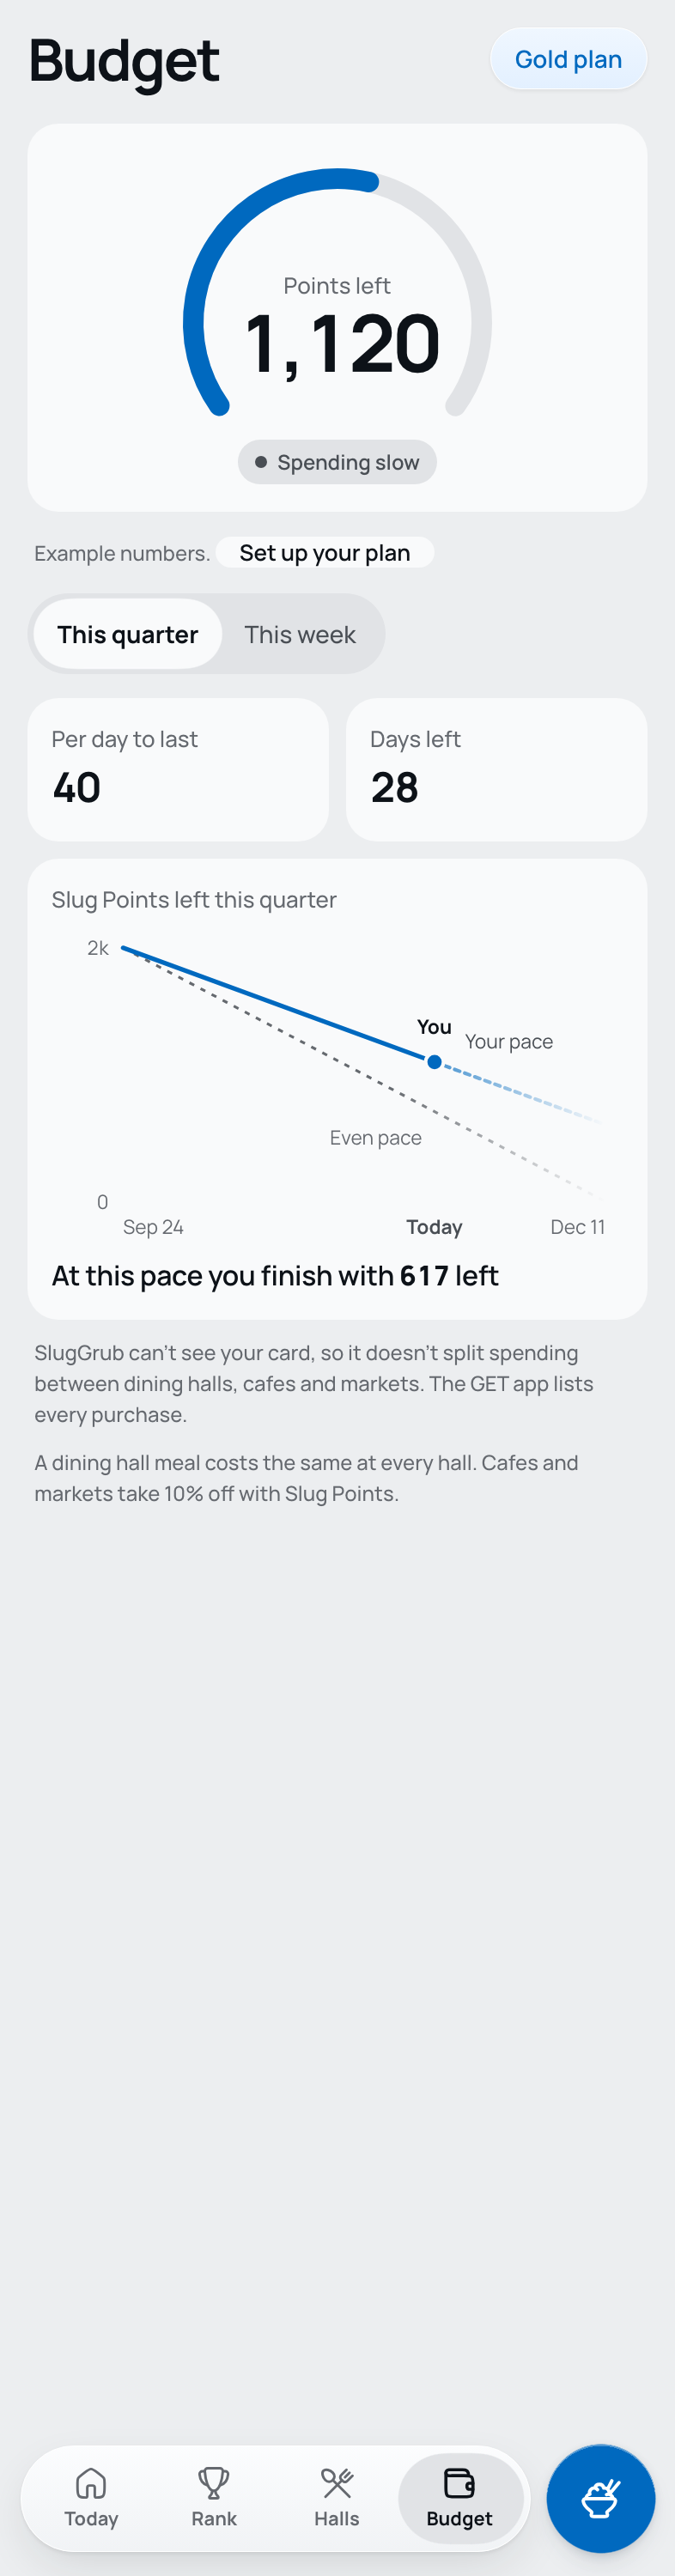 Budget
Gold plan
Points left
1,120
Spending slow
Example numbers. Set up your plan
This quarter
This week
Per day to last
40
Days left
28
Slug Points left this quarter
2k
You
Your pace
Even pace
0
Sep 24
Today
Dec 11
At this pace you finish with 617 left
SlugGrub can't see your card, so it doesn't split spending
between dining halls, cafes and markets. The GET app lists
every purchase.
A dining hall meal costs the same at every hall. Cafes and
markets take 10% off with Slug Points.
Today
Rank
Halls
Budget